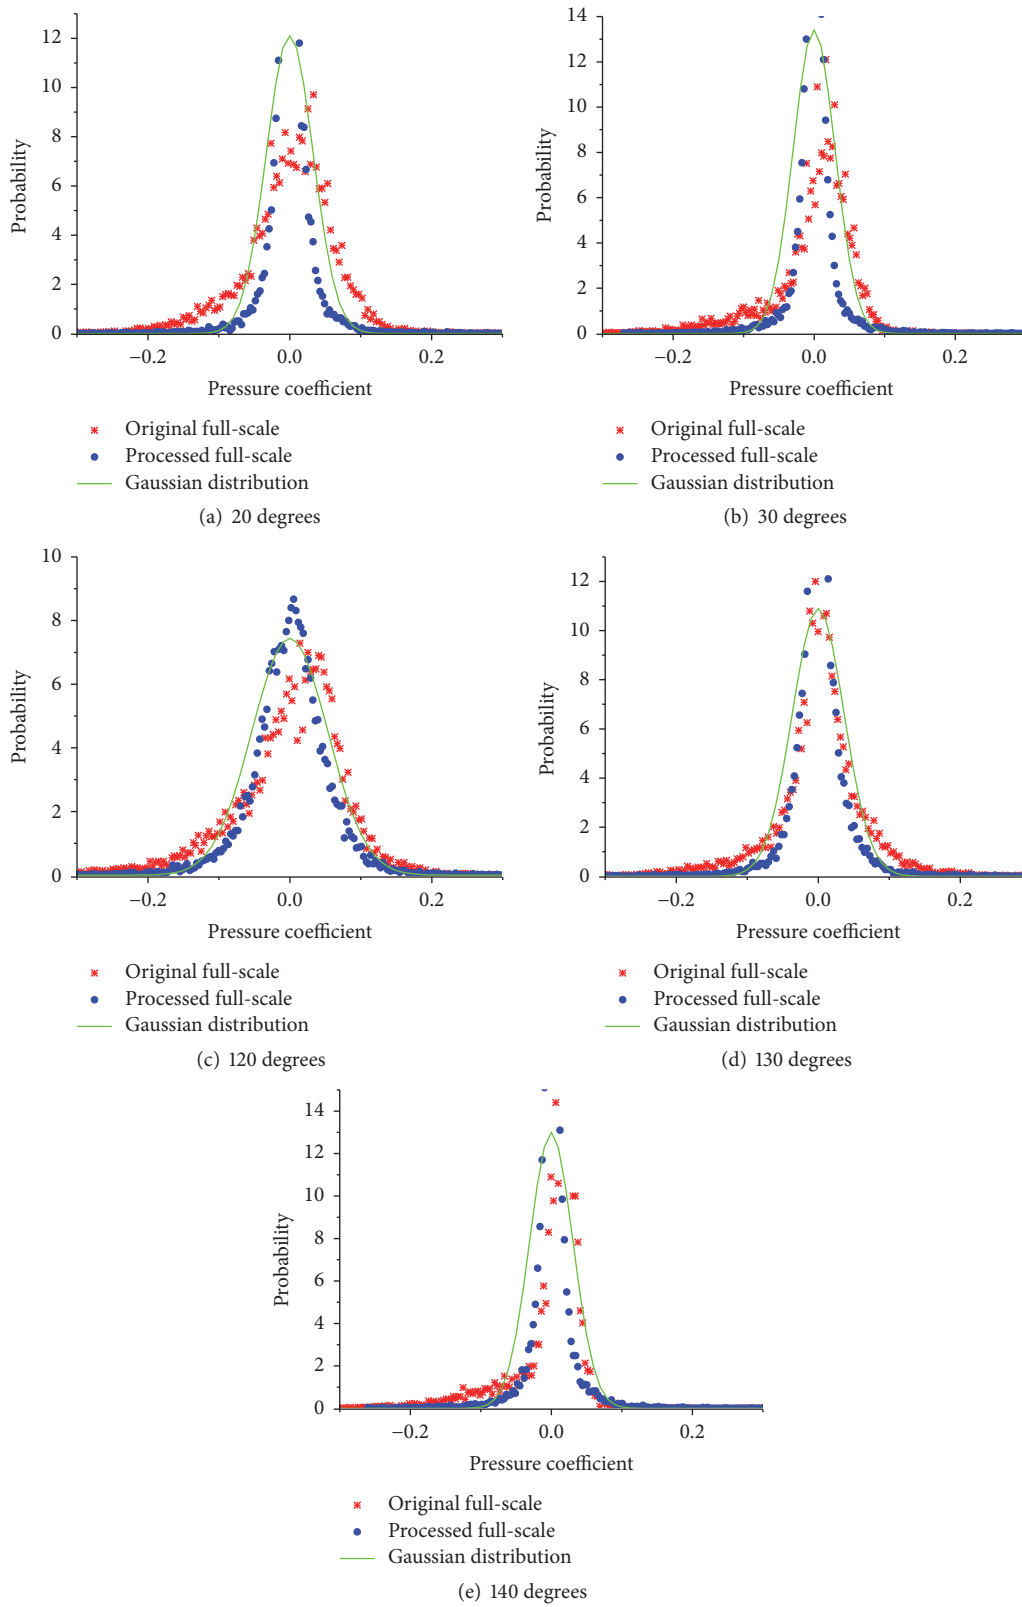 12
10
8
6
4
2
0
Probability
−0.2
0.0
0.2
Pressure coefficient
Original full-scale
Processed full-scale
Gaussian distribution
(a) 20 degrees
14
12
10
8
6
4
2
0
Probability
−0.2
0.0
0.2
Pressure coefficient
Original full-scale
Processed full-scale
Gaussian distribution
(b) 30 degrees
10
8
6
4
2
0
Probability
−0.2
0.0
0.2
Pressure coefficient
Original full-scale
Processed full-scale
Gaussian distribution
(c) 120 degrees
12
10
8
6
4
2
0
Probability
−0.2
0.0
0.2
Pressure coefficient
Original full-scale
Processed full-scale
Gaussian distribution
(d) 130 degrees
14
12
10
8
6
4
2
0
Probability
−0.2
0.0
0.2
Pressure coefficient
Original full-scale
Processed full-scale
Gaussian distribution
(e) 140 degrees